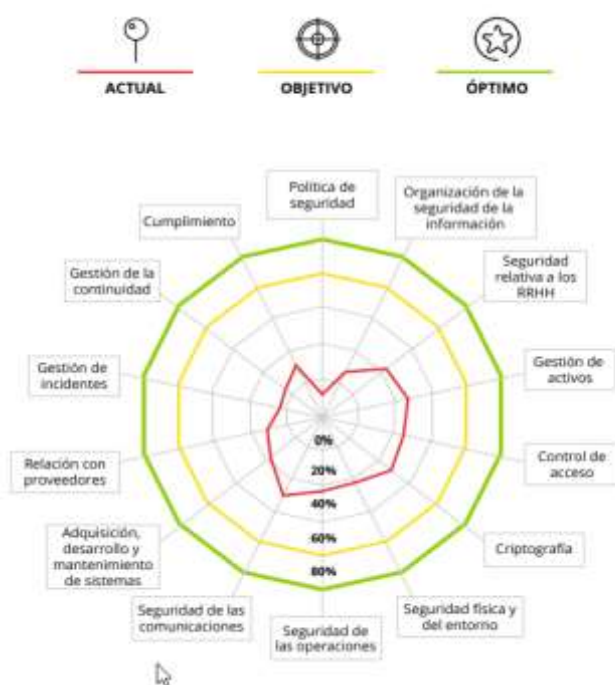 ACTUAL
OBJETIVO
ÓPTIMO
Política de
seguridad
Organización de la
seguridad de la
información
Cumplimiento
Seguridad
relativa a los
RRHH
Gestión de la
continuidad
Gestión de
incidentes
Gestión de
activos
Relación con
proveedores
Control de
acceso
Adquisición,
desarrollo y
mantenimiento
de sistemas
Criptografía
Seguridad de las
comunicaciones
Seguridad física y
del entorno
Seguridad de
las operaciones
0%
20%
40%
60%
80%